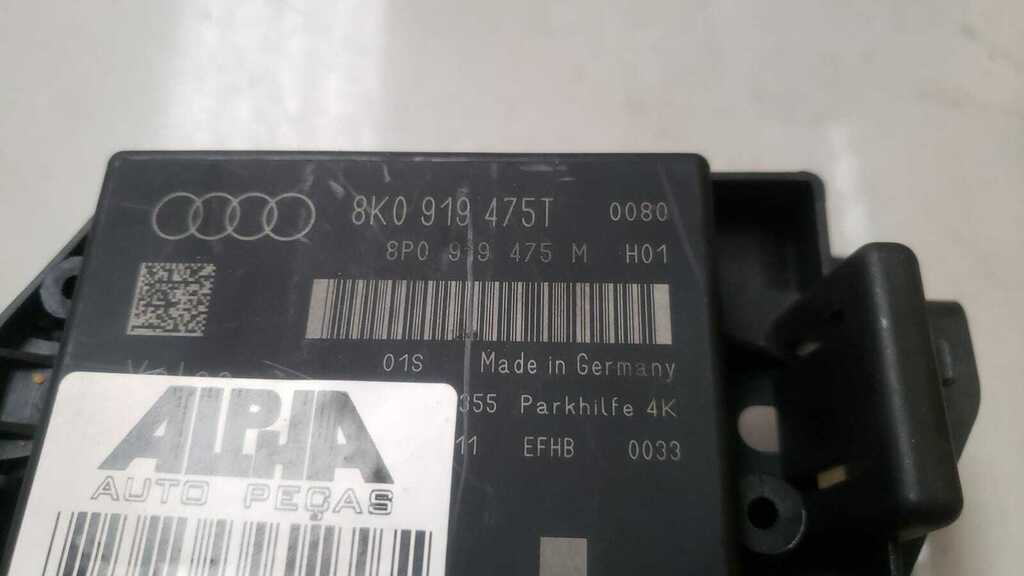 8K0 919 475T 0080
8P0 919 475 M H01
01S Made in Germany
355 Parkhilfe 4K
11 EFHB 0033
ALPHA
AUTO PEÇAS